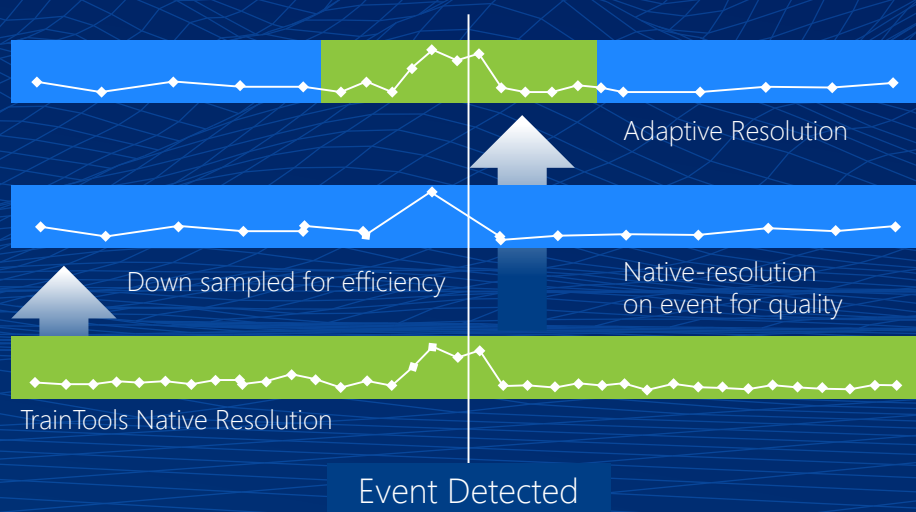 Adaptive Resolution
Down sampled for efficiency
Native-resolution
on event for quality
TrainTools Native Resolution
Event Detected